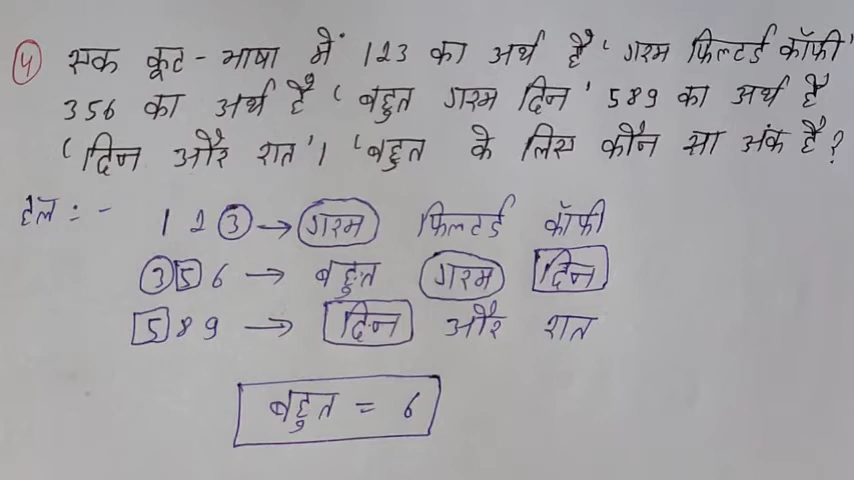 (4) एक कूट-भाषा में 123 का अर्थ है 'गरम फिल्टर्ड कॉफी'
356 का अर्थ है 'बहुत गरम दिन' 589 का अर्थ है
'दिन और रात'। 'बहुत के लिए कौन सा अंक है?
हल :- 1 2 3 → गरम फिल्टर्ड कॉफी
3 5 6 → बहुत गरम दिन
5 8 9 → दिन और रात
बहुत = 6